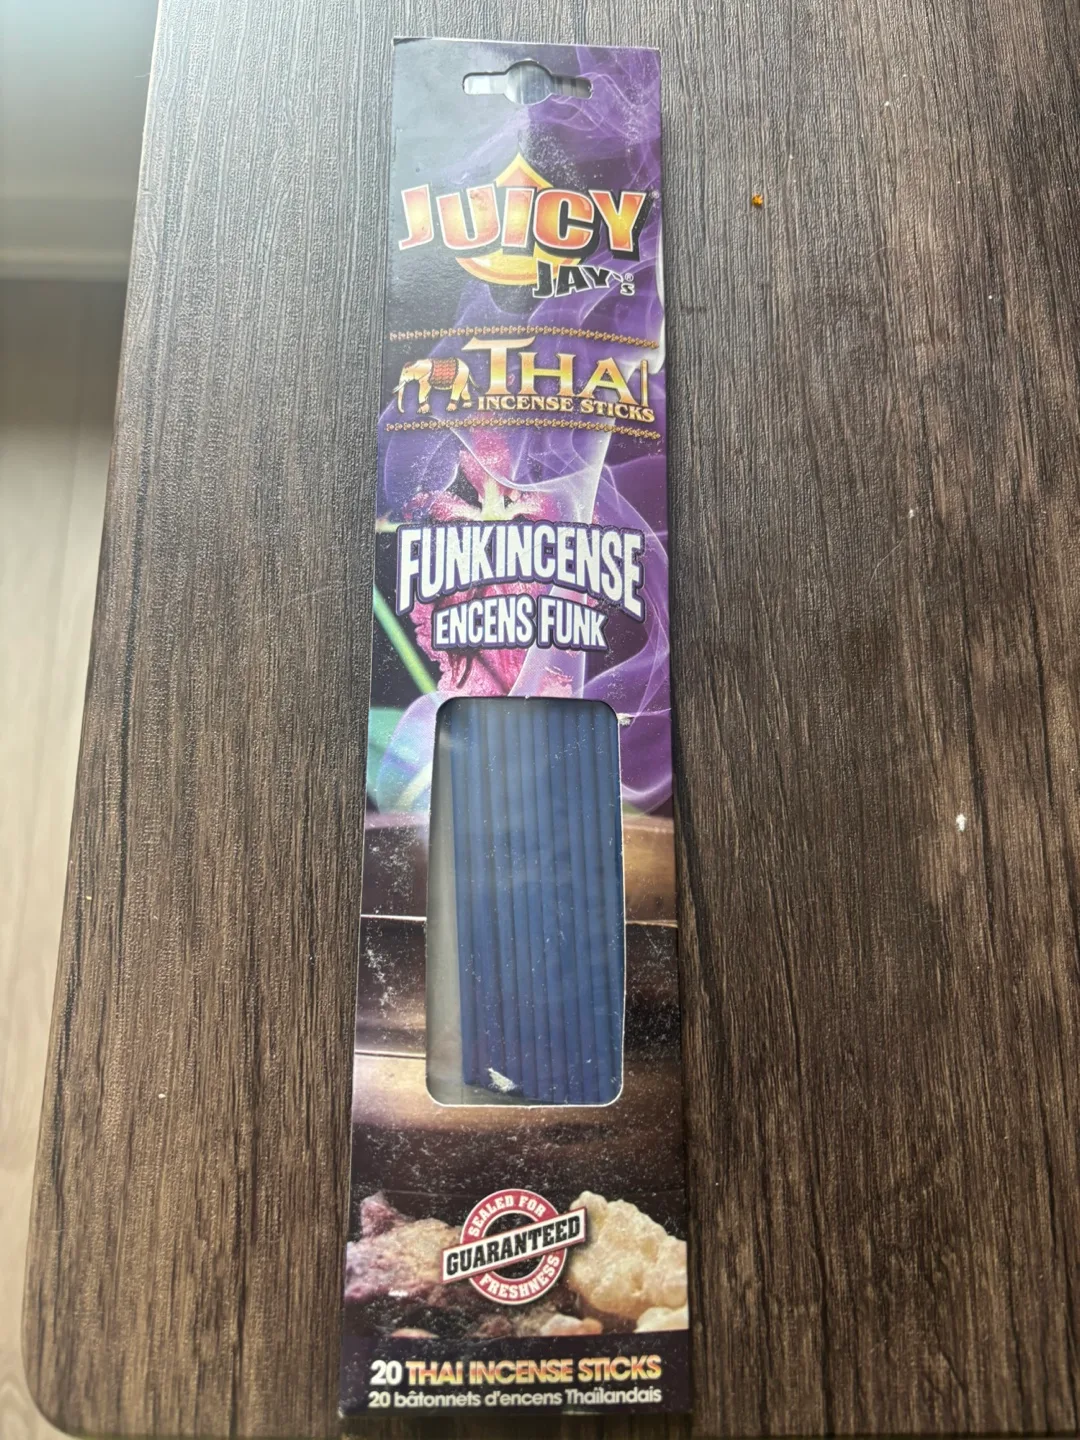 JUICY
JAY'S®
THAI
INCENSE STICKS
FUNKINCENSE
ENCENS FUNK
SEALED FOR
GUARANTEED
FRESHNESS
20 THAI INCENSE STICKS
20 bâtonnets d'encens Thaïlandais